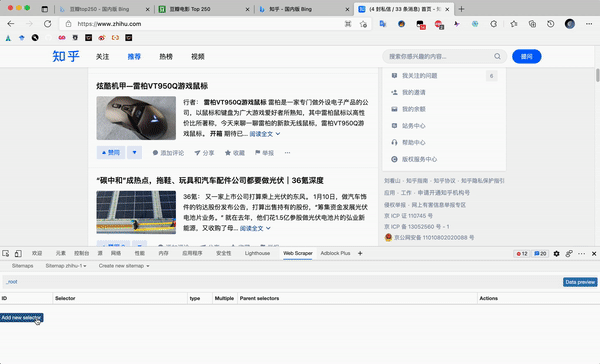 豆瓣top250 - 国内版 Bing
豆瓣电影 Top 250
知乎 - 国内版 Bing
(4 封私信 / 33 条消息) 首页 - 知
https://www.zhihu.com
知乎 关注 推荐 热榜 视频
搜索你感兴趣的内容...
提问
炫酷机甲—雷柏VT950Q游戏鼠标
行者: 雷柏VT950Q游戏鼠标 雷柏是一家专门做外设电子产品的公司,以鼠标和键盘为广大游戏爱好者所熟知,其中雷柏鼠标以高性价比所著称。今天来聊一聊雷柏的新款无线鼠标,雷柏VT950Q游戏鼠标。 开箱 期待已... 阅读全文
赞同 添加评论 分享 收藏 举报
“碳中和”成热点,拖鞋、玩具和汽车配件公司都要做光伏丨36氪深度
36氪: 又一家上市公司打算乘上光伏的东风。 1月10日,做汽车饰件的钧达股份发布公告,打算出售持有的股份,“筹集资金发展光伏电池片业务。” 就在去年,他们花1.5亿参股做光伏电池片的弘业新能源,又收购了每... 阅读全文
我关注的问题 0
我的邀请
我的余额
站务中心
帮助中心
版权服务中心
刘看山 · 知乎指南 · 知乎协议 · 知乎隐私保护指引
应用 · 工作 · 申请开通知乎机构号
侵权举报 · 网上有害信息举报专区
京 ICP 证 110745 号
京 ICP 备 13052560 号 - 1
京公网安备 11010802020088 号
欢迎 元素 控制台 源 网络 性能 内存 应用程序 安全性 Lighthouse Web Scraper Adblock Plus
12 20
Sitemaps Sitemap zhihu-1 Create new sitemap
_root
Data preview
ID Selector type Multiple Parent selectors Actions
Add new selector